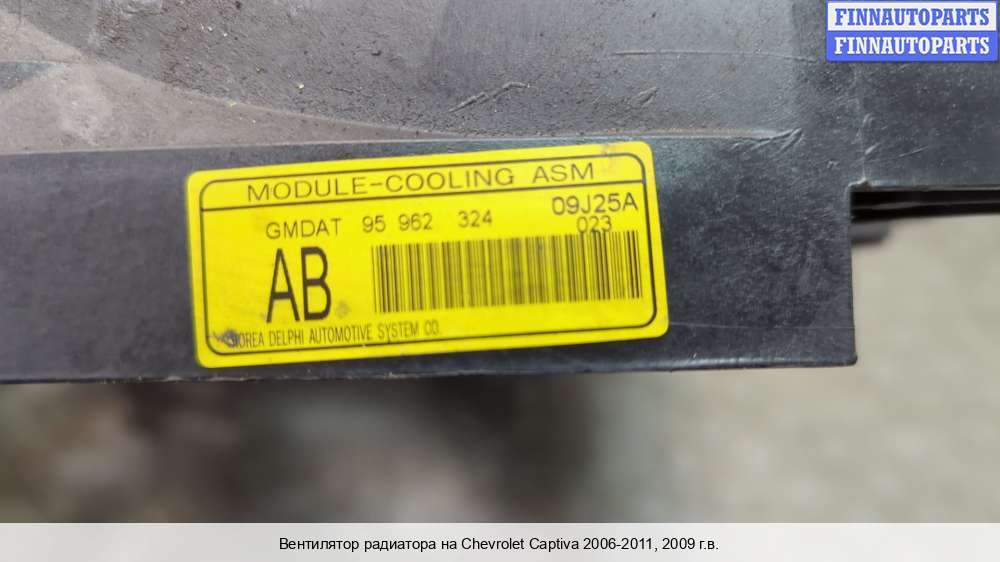 FINNAUTOPARTS
FINNAUTOPARTS
MODULE-COOLING ASM
GMDAT 95 962 324 09J25A
023
AB
KOREA DELPHI AUTOMOTIVE SYSTEM CO.
Вентилятор радиатора на Chevrolet Captiva 2006-2011, 2009 г.в.